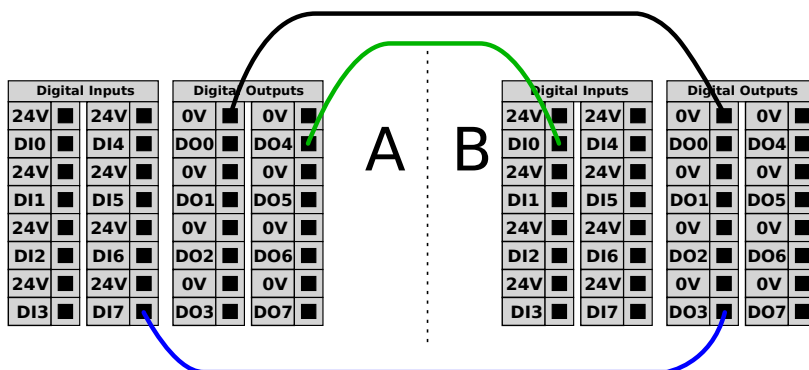 Digital Inputs Digital Outputs A B Digital Inputs Digital Outputs
24V 24V 0V 0V 24V 24V 0V 0V
DI0 DI4 DO0 DO4 DI0 DI4 DO0 DO4
24V 24V 0V 0V 24V 24V 0V 0V
DI1 DI5 DO1 DO5 DI1 DI5 DO1 DO5
24V 24V 0V 0V 24V 24V 0V 0V
DI2 DI6 DO2 DO6 DI2 DI6 DO2 DO6
24V 24V 0V 0V 24V 24V 0V 0V
DI3 DI7 DO3 DO7 DI3 DI7 DO3 DO7